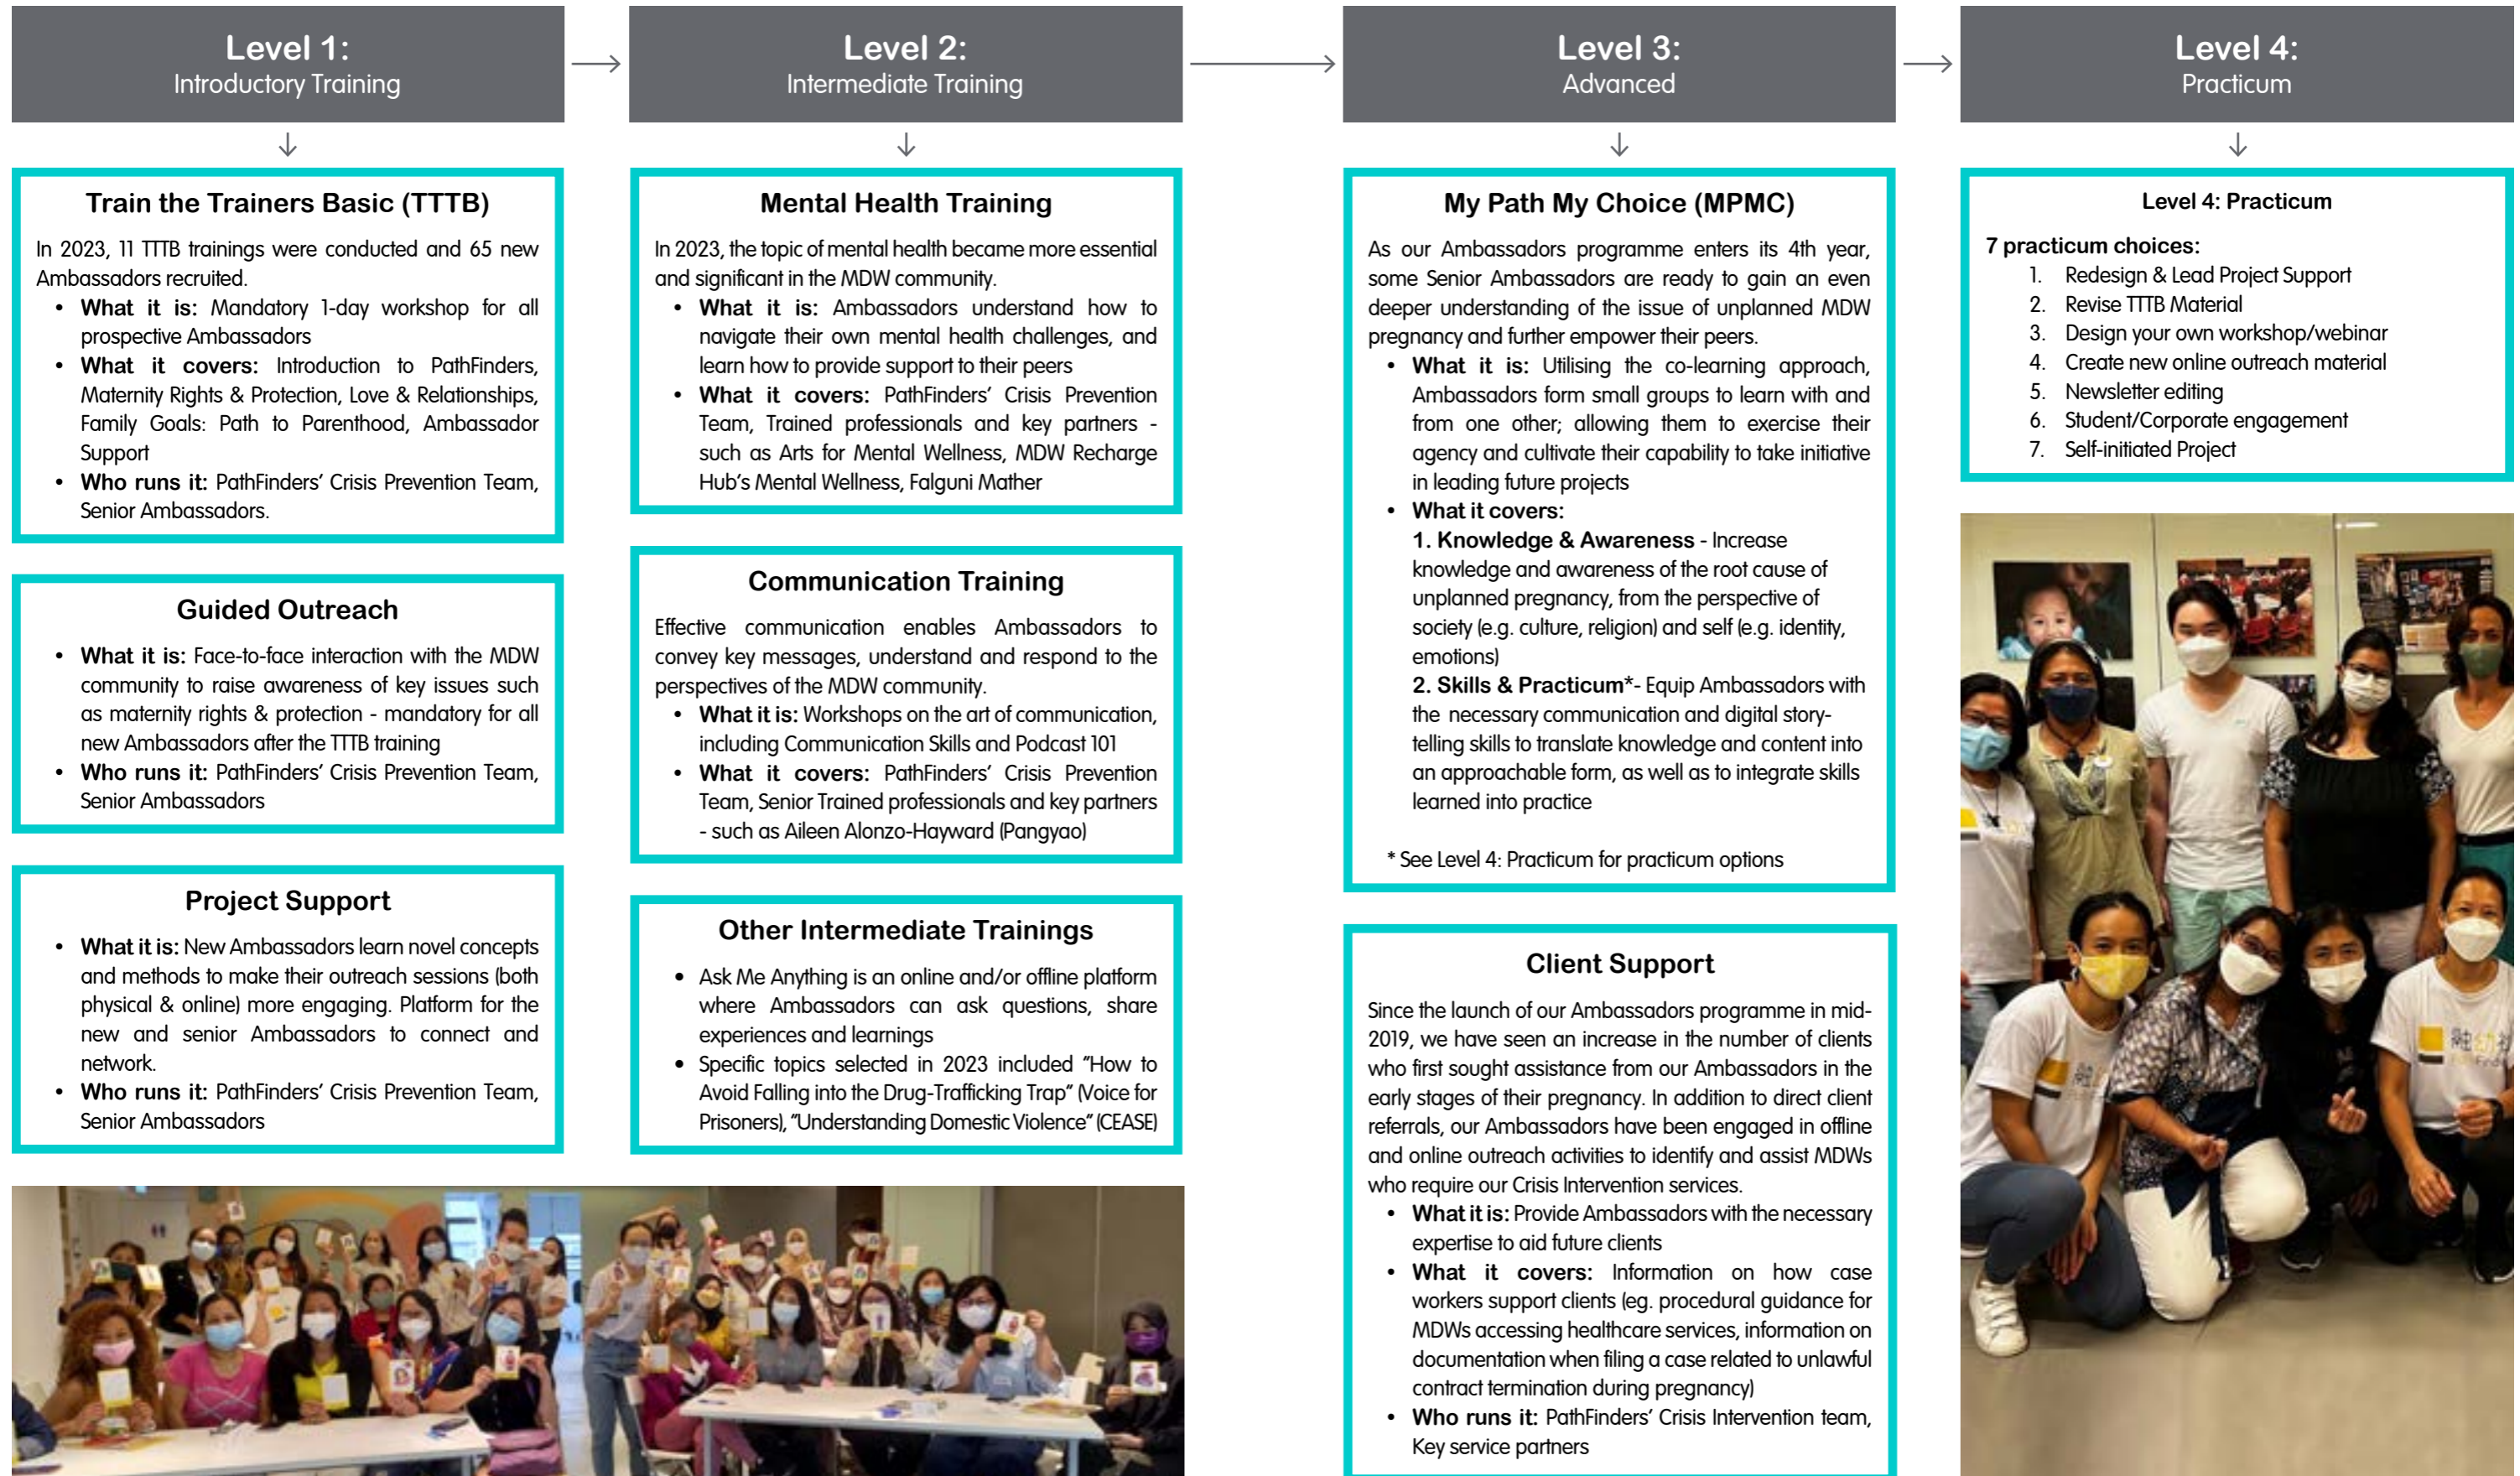 Level 1:
Introductory Training
Level 2:
Intermediate Training
Level 3:
Advanced
Level 4:
Practicum
Train the Trainers Basic (TTTB)
In 2023, 11 TTTB trainings were conducted and 65 new
Ambassadors recruited.
• What it is: Mandatory 1-day workshop for all
prospective Ambassadors
• What it covers: Introduction to PathFinders,
Maternity Rights & Protection, Love & Relationships,
Family Goals: Path to Parenthood, Ambassador
Support
• Who runs it: PathFinders' Crisis Prevention Team,
Senior Ambassadors.
Guided Outreach
• What it is: Face-to-face interaction with the MDW
community to raise awareness of key issues such
as maternity rights & protection - mandatory for all
new Ambassadors after the TTTB training
• Who runs it: PathFinders' Crisis Prevention Team,
Senior Ambassadors
Project Support
• What it is: New Ambassadors learn novel concepts
and methods to make their outreach sessions (both
physical & online) more engaging. Platform for the
new and senior Ambassadors to connect and
network.
• Who runs it: PathFinders' Crisis Prevention Team,
Senior Ambassadors
Mental Health Training
In 2023, the topic of mental health became more essential
and significant in the MDW community.
• What it is: Ambassadors understand how to
navigate their own mental health challenges, and
learn how to provide support to their peers
• What it covers: PathFinders' Crisis Prevention
Team, Trained professionals and key partners -
such as Arts for Mental Wellness, MDW Recharge
Hub's Mental Wellness, Falguni Mather
Communication Training
Effective communication enables Ambassadors to
convey key messages, understand and respond to the
perspectives of the MDW community.
• What it is: Workshops on the art of communication,
including Communication Skills and Podcast 101
• What it covers: PathFinders' Crisis Prevention
Team, Senior Trained professionals and key partners
- such as Aileen Alonzo-Hayward (Pangyao)
Other Intermediate Trainings
• Ask Me Anything is an online and/or offline platform
where Ambassadors can ask questions, share
experiences and learnings
• Specific topics selected in 2023 included "How to
Avoid Falling into the Drug-Trafficking Trap" (Voice for
Prisoners), "Understanding Domestic Violence" (CEASE)
My Path My Choice (MPMC)
As our Ambassadors programme enters its 4th year,
some Senior Ambassadors are ready to gain an even
deeper understanding of the issue of unplanned MDW
pregnancy and further empower their peers.
• What it is: Utilising the co-learning approach,
Ambassadors form small groups to learn with and
from one other; allowing them to exercise their
agency and cultivate their capability to take initiative
in leading future projects
• What it covers:
1. Knowledge & Awareness - Increase
knowledge and awareness of the root cause of
unplanned pregnancy, from the perspective of
society (e.g. culture, religion) and self (e.g. identity,
emotions)
2. Skills & Practicum*- Equip Ambassadors with
the necessary communication and digital story-
telling skills to translate knowledge and content into
an approachable form, as well as to integrate skills
learned into practice
* See Level 4: Practicum for practicum options
Client Support
Since the launch of our Ambassadors programme in mid-
2019, we have seen an increase in the number of clients
who first sought assistance from our Ambassadors in the
early stages of their pregnancy. In addition to direct client
referrals, our Ambassadors have been engaged in offline
and online outreach activities to identify and assist MDWs
who require our Crisis Intervention services.
• What it is: Provide Ambassadors with the necessary
expertise to aid future clients
• What it covers: Information on how case
workers support clients (eg. procedural guidance for
MDWs accessing healthcare services, information on
documentation when filing a case related to unlawful
contract termination during pregnancy)
• Who runs it: PathFinders' Crisis Intervention team,
Key service partners
Level 4: Practicum
7 practicum choices:
1. Redesign & Lead Project Support
2. Revise TTTB Material
3. Design your own workshop/webinar
4. Create new online outreach material
5. Newsletter editing
6. Student/Corporate engagement
7. Self-initiated Project